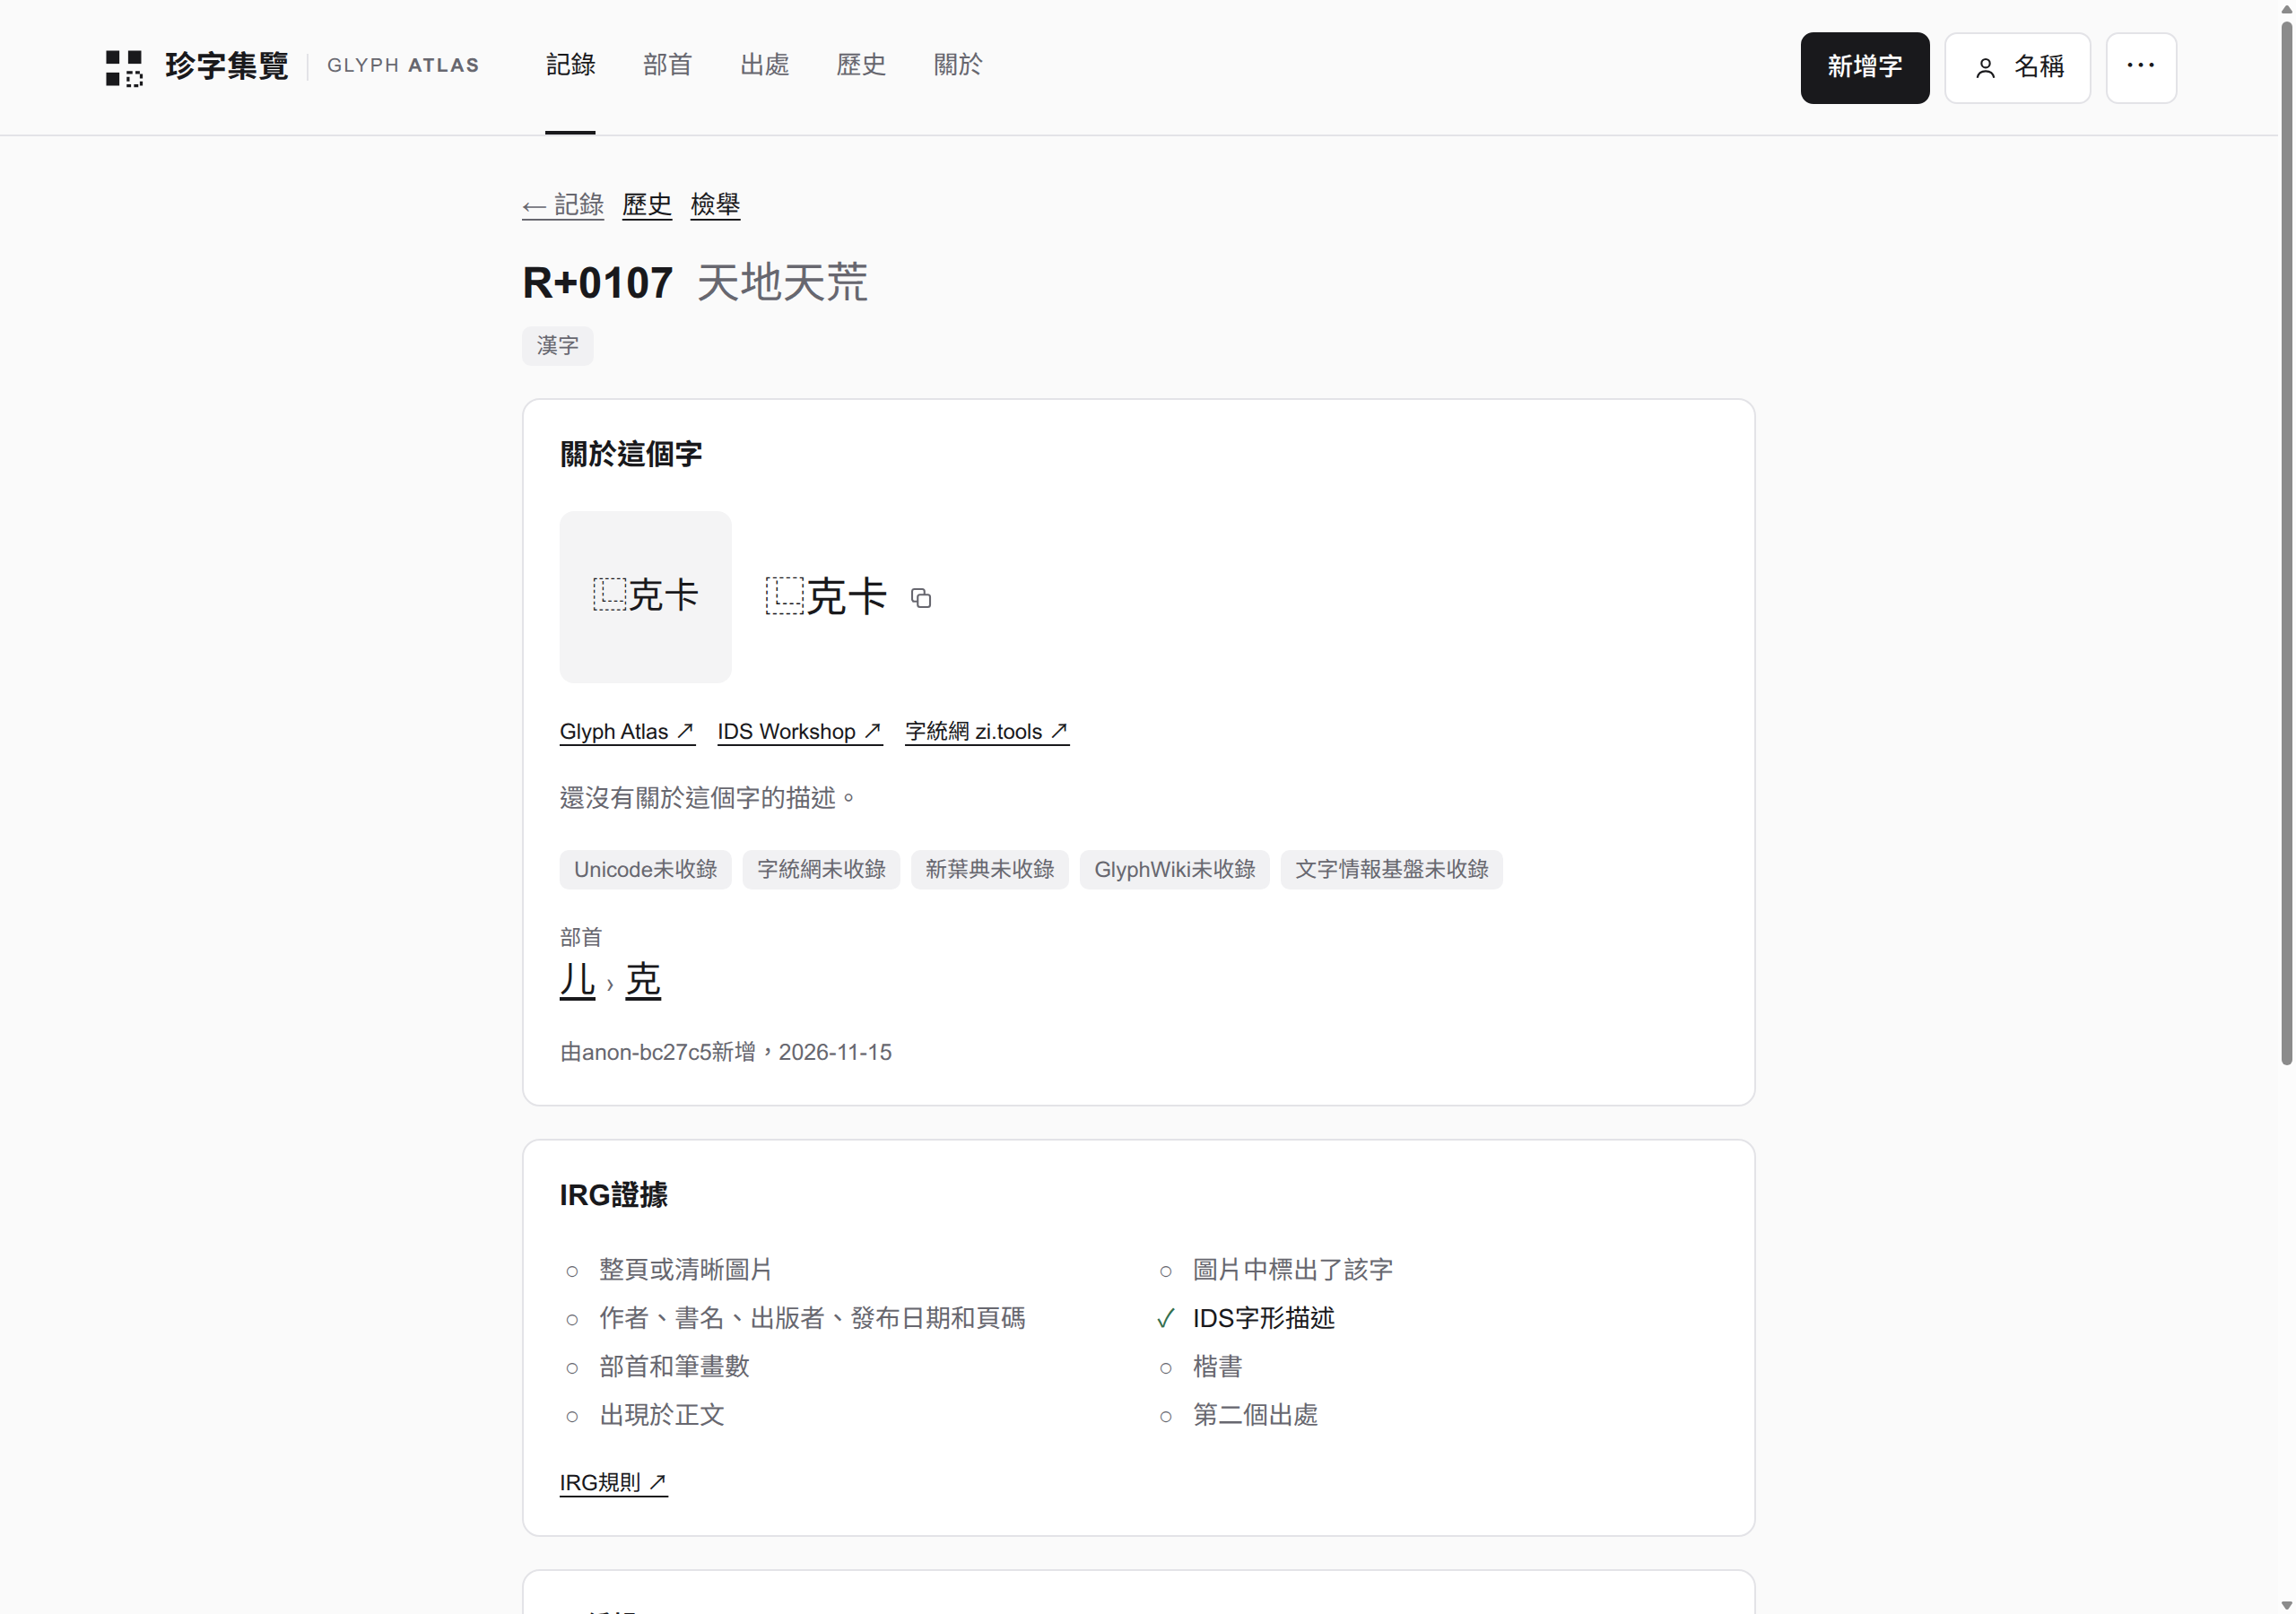 珍字集覽 GLYPH ATLAS 記錄 部首 出處 歷史 關於 新增字 名稱 ···
← 記錄 歷史 檢舉
R+0107 天地天荒
漢字
關於這個字
⿺克卡 ⿺克卡
Glyph Atlas ↗ IDS Workshop ↗ 字統網 zi.tools ↗
還沒有關於這個字的描述。
Unicode未收錄 字統網未收錄 新葉典未收錄 GlyphWiki未收錄 文字情報基盤未收錄
部首
儿 › 克
由anon-bc27c5新增，2026-11-15
IRG證據
○ 整頁或清晰圖片
○ 圖片中標出了該字
○ 作者、書名、出版者、發布日期和頁碼
✓ IDS字形描述
○ 部首和筆畫數
○ 楷書
○ 出現於正文
○ 第二個出處
IRG規則 ↗